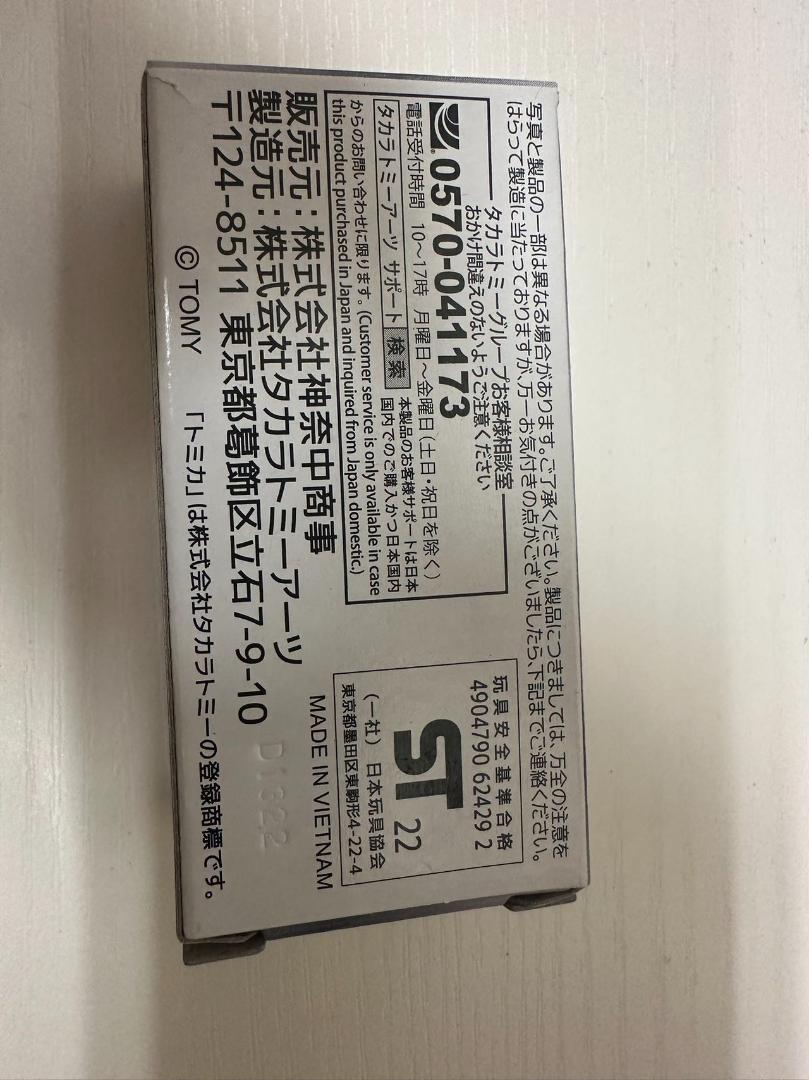 写真と製品の一部は異なる場合があります。ご了承ください。製品につきましては、万全の注意を
はらって製造に当たっておりますが、万一お気付きの点がございましたら、下記までご連絡ください。
タカラトミーグループお客様相談室
おかけ間違えのないようご注意ください
0570-041173
電話受付時間 10～17時 月曜日～金曜日(土日・祝日を除く)
タカラトミーアーツ サポート 検索
本製品のお客様サポートは日本
国内でのご購入かつ日本国内
からのお問い合わせに限ります。(Customer service is only available in case
this product purchased in Japan and inquired from Japan domestic.)
玩具安全基準合格
4904790 62429 2
ST 22
(一社) 日本玩具協会
東京都墨田区東駒形4-22-4
MADE IN VIETNAM
販売元:株式会社神奈中商事
製造元:株式会社タカラトミーアーツ
〒124-8511 東京都葛飾区立石7-9-10
© TOMY 「トミカ」は株式会社タカラトミーの登録商標です。